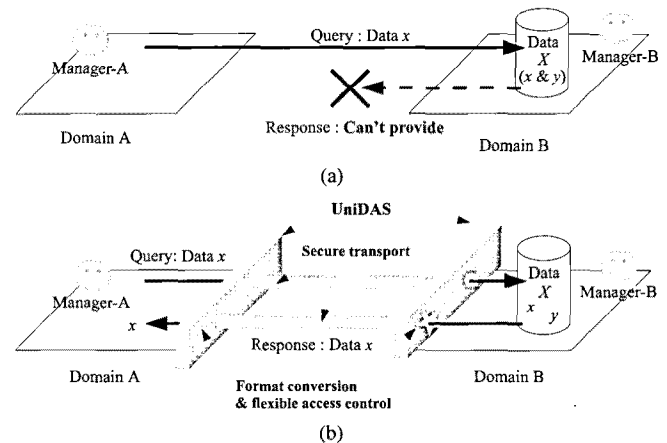 Query : Data x
Data
X
(x & y)
Manager-A
Manager-B
Response : Can't provide
Domain A
Domain B
(a)
UniDAS
Query: Data x
Secure transport
Data
X
x y
Manager-A
Manager-B
x
Response : Data x
Domain A
Domain B
Format conversion
& flexible access control
(b)